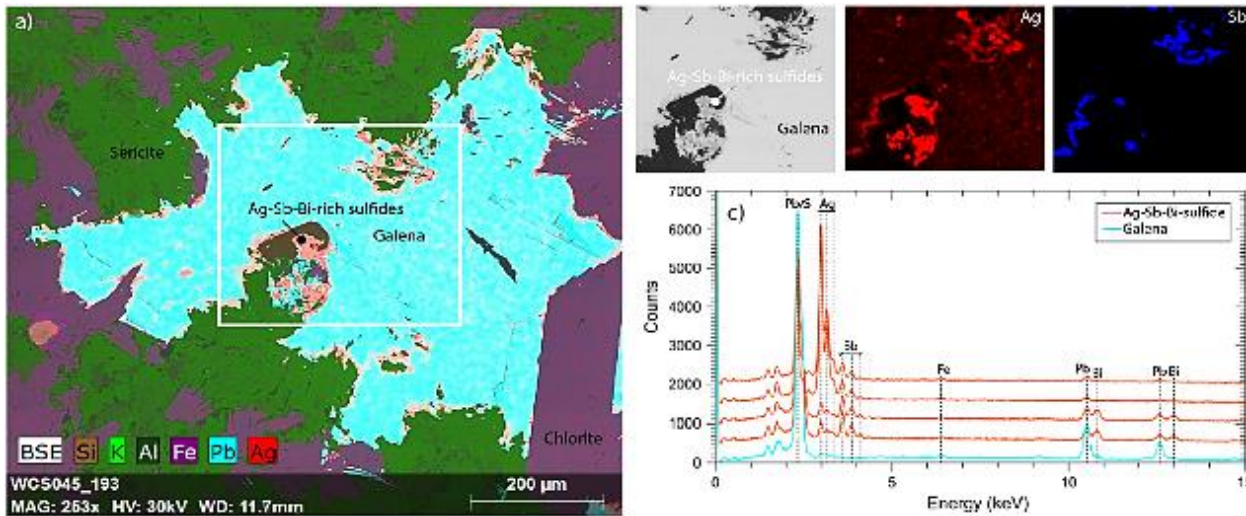 a)
Sericite
Ag-Sb-Bi-rich sulfides
Galena
Chlorite
BSE Si K Al Fe Pb Ag
WCS045_193
MAG: 253x HV: 30kV WD: 11.7mm
200 µm
Ag-Sb-Bi-rich sulfides
Galena
Ag
Sb
c)
Ag-Sb-Bi-sulfide
Galena
Pb/S Ag
Sb
Fe
Pb Bi
Pb Bi
7000
6000
5000
4000
3000
2000
1000
0
Counts
0 5 10 15
Energy (keV)